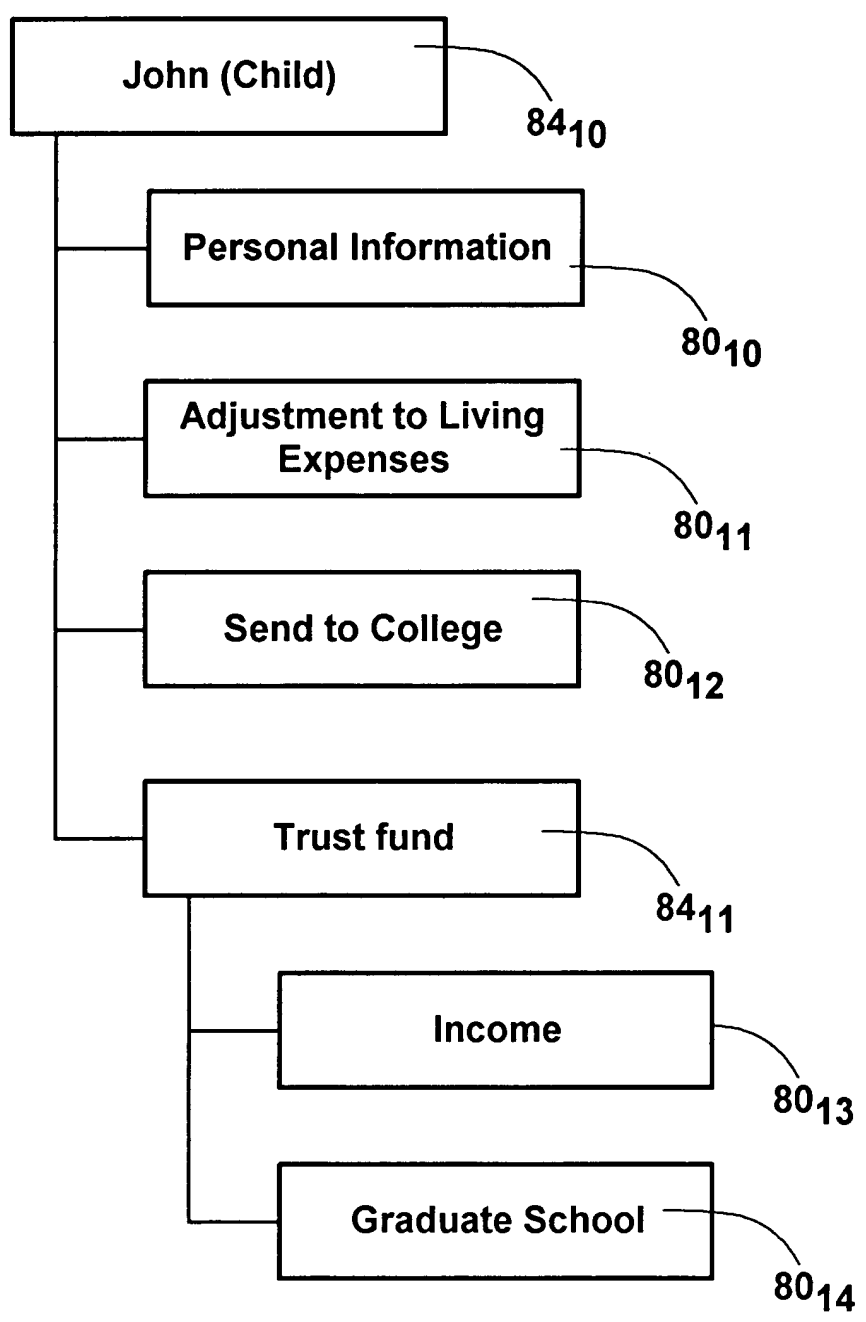 John (Child)
84₁₀
Personal Information
80₁₀
Adjustment to Living
Expenses
80₁₁
Send to College
80₁₂
Trust fund
84₁₁
Income
80₁₃
Graduate School
80₁₄